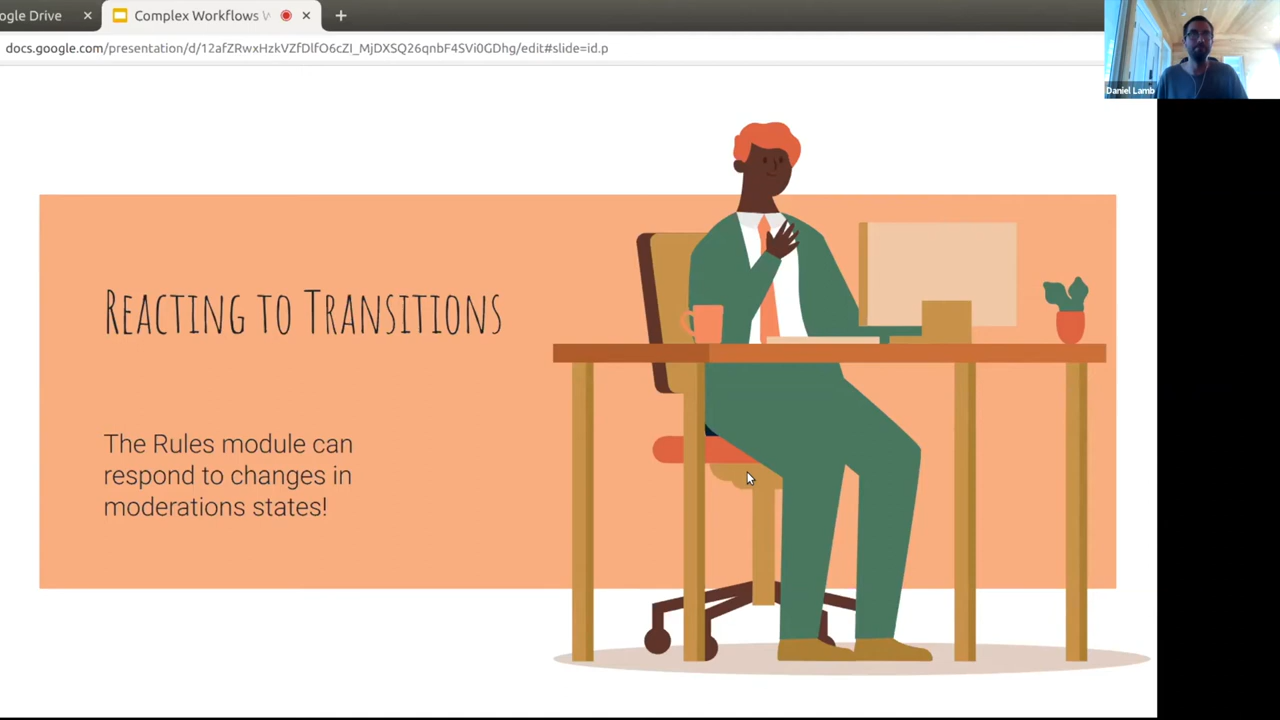 ogle Drive
Complex Workflows W
docs.google.com/presentation/d/12afZRwxHzkVZfDlfO6cZI_MjDXSQ26qnbF4SVi0GDhg/edit#slide=id.p
Daniel Lamb
Reacting to Transitions
The Rules module can
respond to changes in
moderations states!